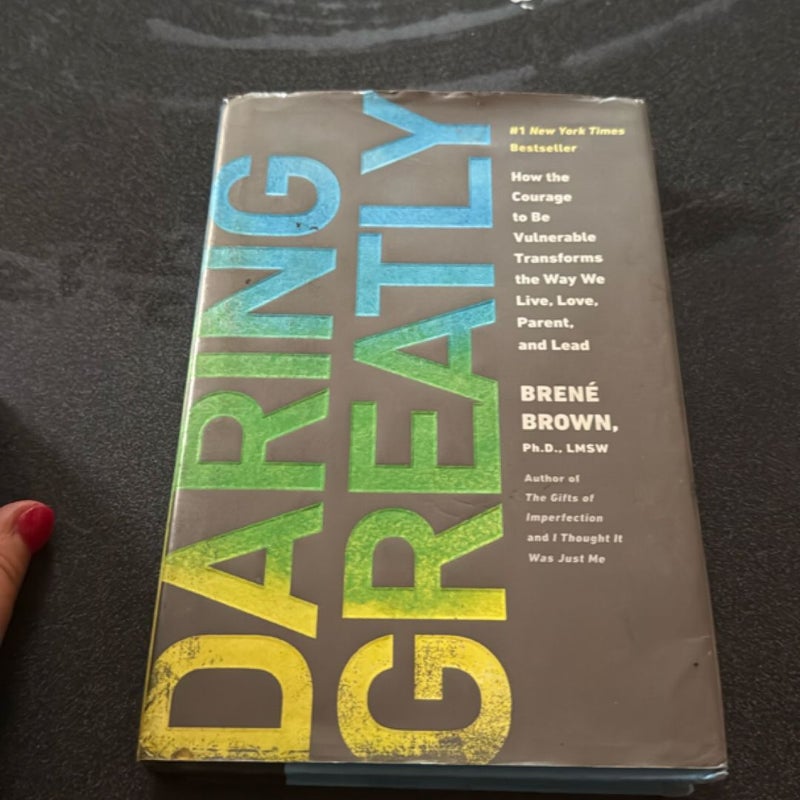 DARING
GREATLY
#1 New York Times
Bestseller
How the
Courage
to Be
Vulnerable
Transforms
the Way We
Live, Love,
Parent,
and Lead
BRENÉ
BROWN,
Ph.D., LMSW
Author of
The Gifts of
Imperfection
and I Thought It
Was Just Me